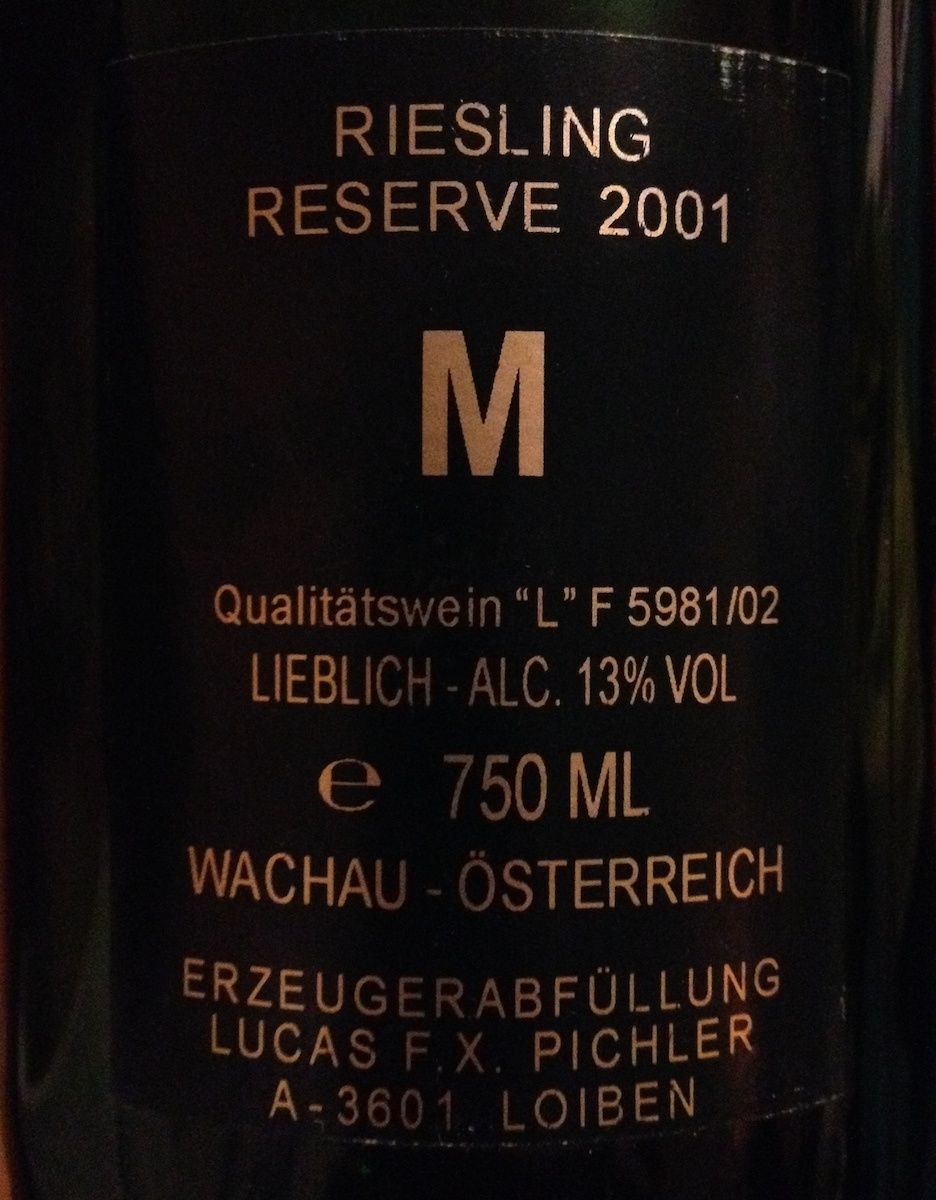 RIESLING
RESERVE 2001
M
Qualitätswein “L” F 5981/02
LIEBLICH - ALC. 13% VOL
e 750 ML
WACHAU - ÖSTERREICH
ERZEUGERABFÜLLUNG
LUCAS F.X. PICHLER
A-3601 LOIBEN